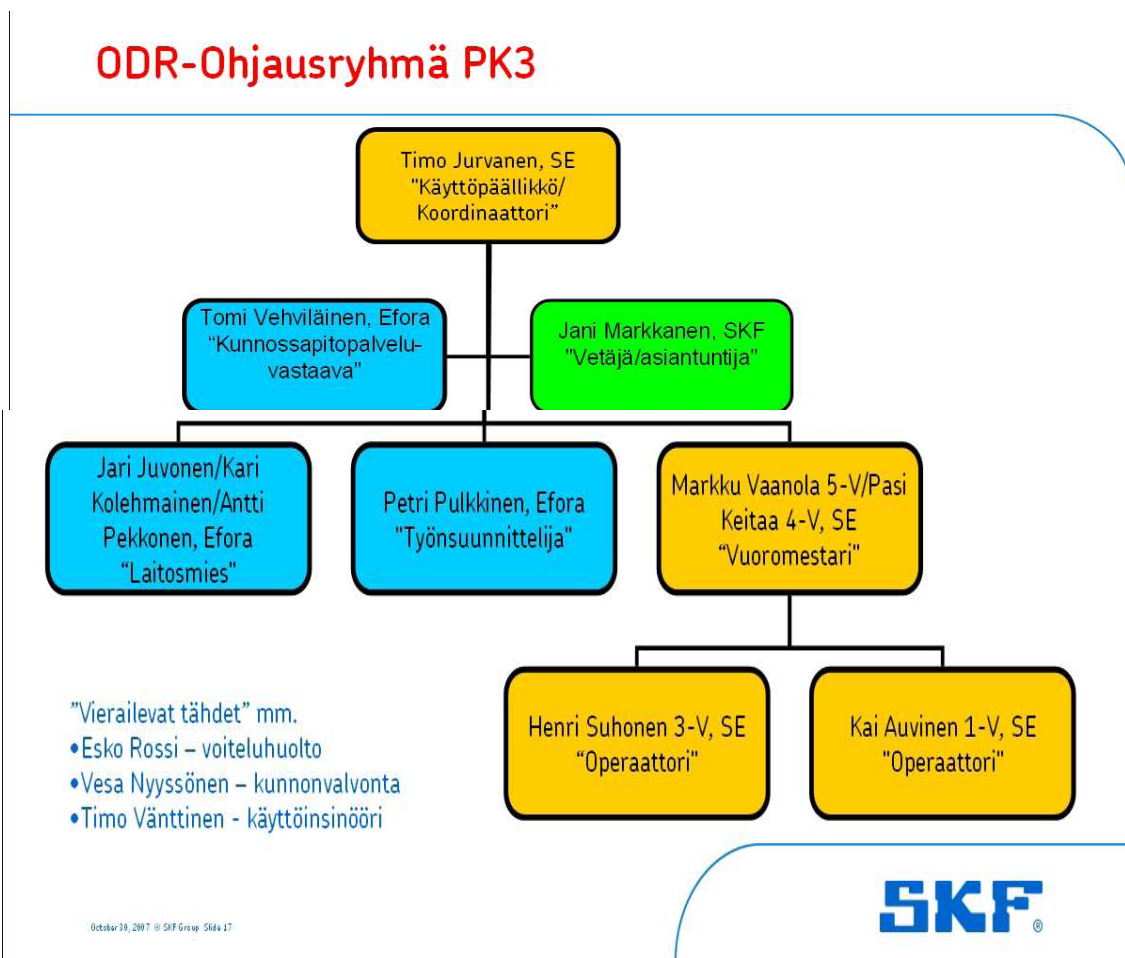 ODR-Ohjausryhmä PK3
Timo Jurvanen, SE
"Käyttöpäällikkö/
Koordinaattori"
Tomi Vehviläinen, Efora
"Kunnossapitopalvelu-
vastaava"
Jani Markkanen, SKF
"Vetäjä/asiantuntija"
Jari Juvonen/Kari
Kolehmainen/Antti
Pekkonen, Efora
"Laitosmies"
Petri Pulkkinen, Efora
"Työnsuunnittelija"
Markku Vaanola 5-V/Pasi
Keitaa 4-V, SE
"Vuoromestari"
Henri Suhonen 3-V, SE
"Operaattori"
Kai Auvinen 1-V, SE
"Operaattori"
"Vierailevat tähdet" mm.
•Esko Rossi – voiteluhuolto
•Vesa Nyyssönen – kunnonvalvonta
•Timo Vänttinen - käyttöinsinööri
October 30, 2007 © SKF Group Slide 17
SKF®